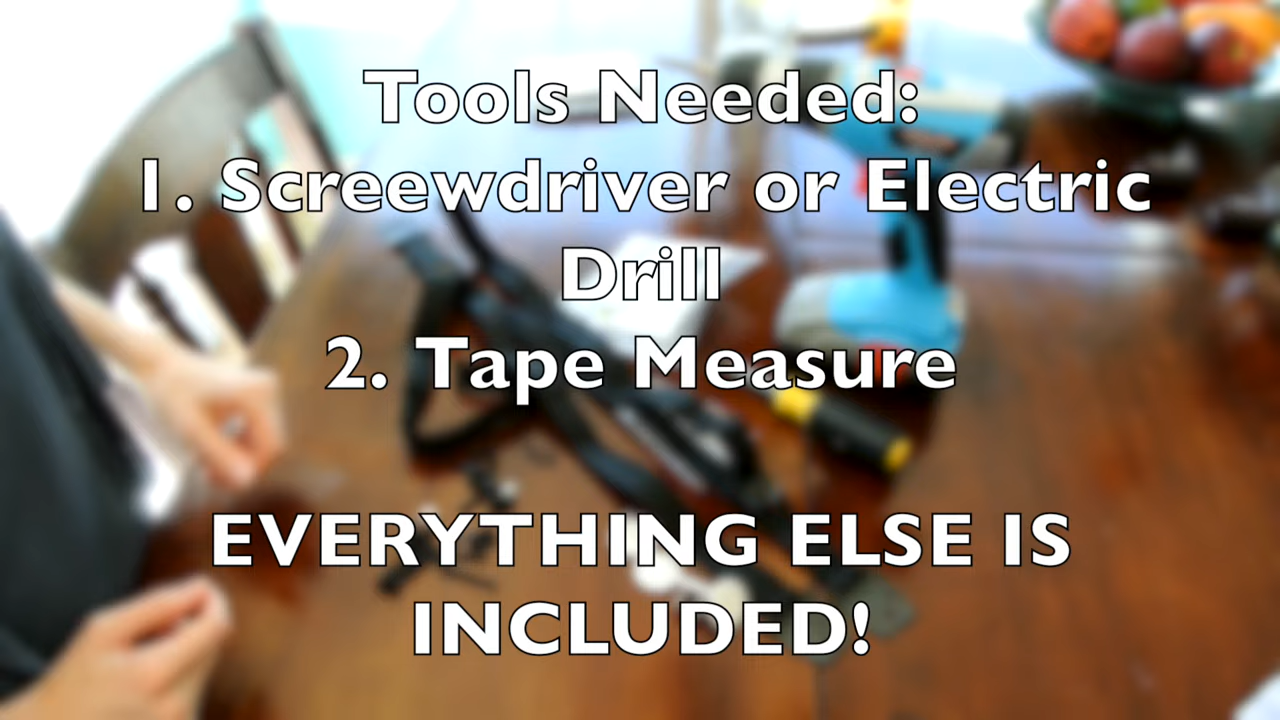 Tools Needed:
1. Screewdriver or Electric
Drill
2. Tape Measure
EVERYTHING ELSE IS
INCLUDED!